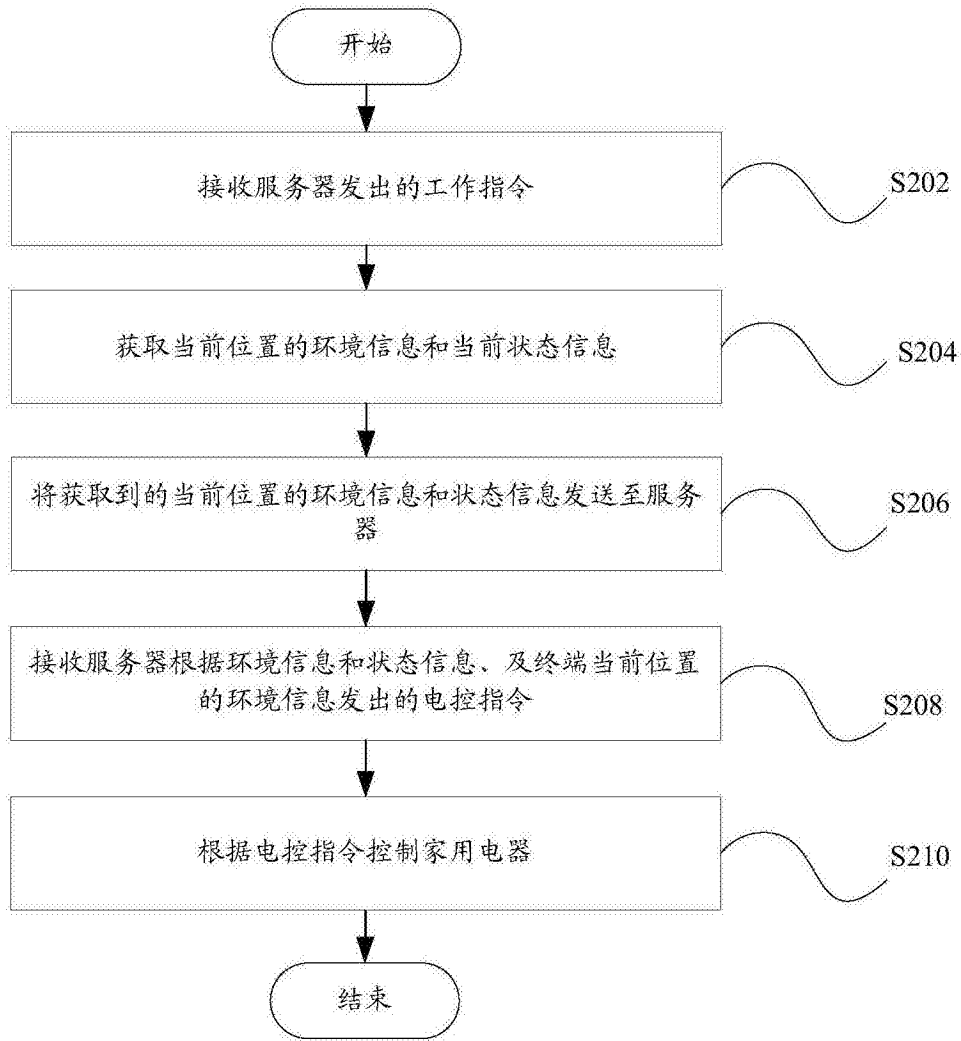 开始
接收服务器发出的工作指令
S202
获取当前位置的环境信息和当前状态信息
S204
将获取到的当前位置的环境信息和状态信息发送至服务
器
S206
接收服务器根据环境信息和状态信息、及终端当前位置
的环境信息发出的电控指令
S208
根据电控指令控制家用电器
S210
结束